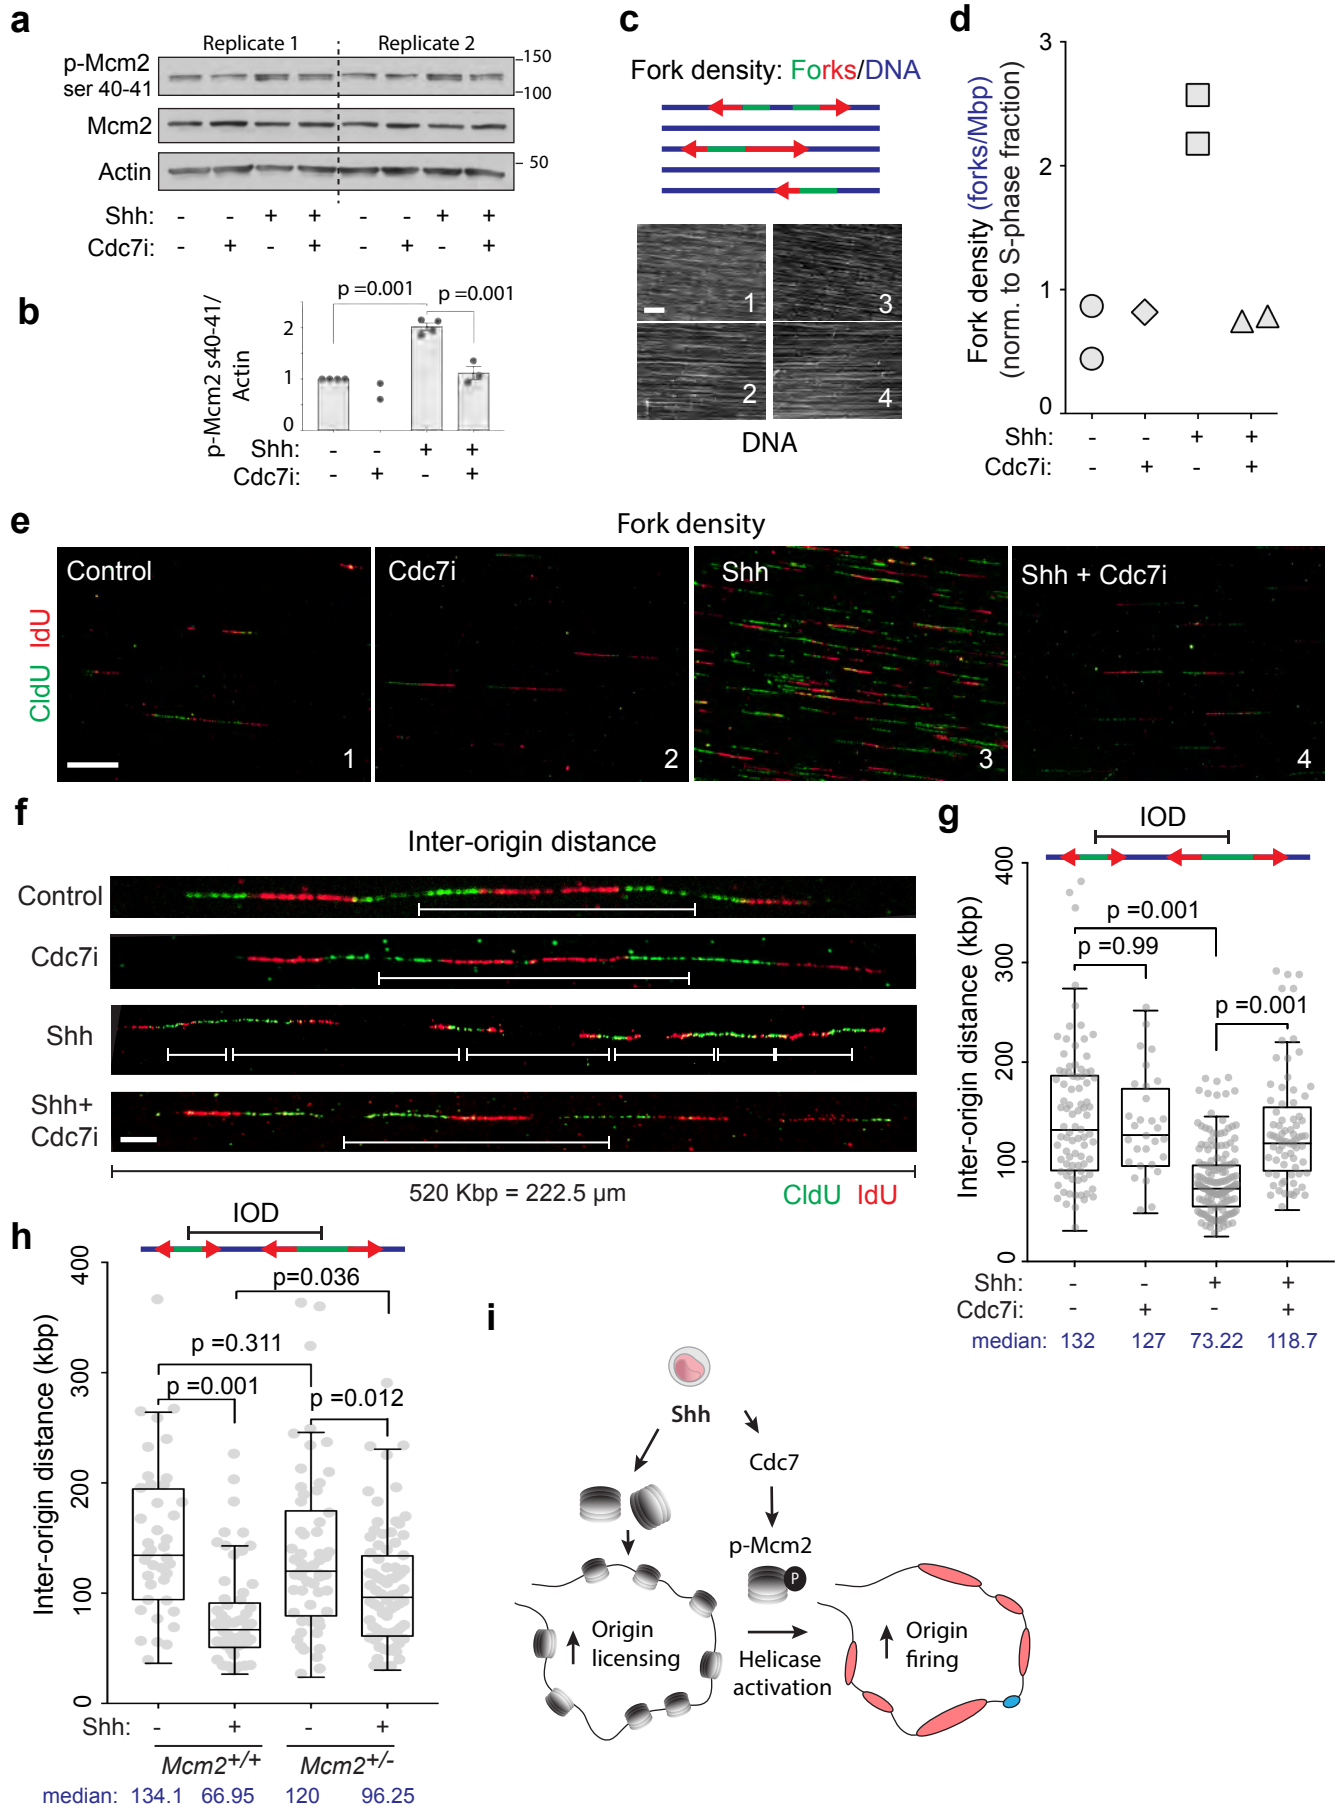 a
Replicate 1
Replicate 2
p-Mcm2
ser 40-41
150
100
Mcm2
Actin
50
Shh: - - + + - - + +
Cdc7i: - + - + - + - +
b
p =0.001
p =0.001
p-Mcm2 s40-41/
Actin
2
1
0
Shh: - - + +
Cdc7i: - + - +
c
Fork density: Forks/DNA
1
3
2
4
DNA
d
Fork density (forks/Mbp)
(norm. to S-phase fraction)
3
2
1
0
Shh: - - + +
Cdc7i: - + - +
e
Fork density
CldU IdU
Control
1
Cdc7i
2
Shh
3
Shh + Cdc7i
4
f
Inter-origin distance
Control
Cdc7i
Shh
Shh+
Cdc7i
520 Kbp = 222.5 µm
CldU IdU
g
IOD
Inter-origin distance (kbp)
400
300
200
100
0
p =0.001
p =0.99
p =0.001
Shh: - - + +
Cdc7i: - + - +
median: 132 127 73.22 118.7
h
IOD
Inter-origin distance (kbp)
400
300
200
100
0
p=0.036
p =0.311
p =0.001
p =0.012
Shh: - + - +
Mcm2+/+ Mcm2+/-
median: 134.1 66.95 120 96.25
i
Shh
Cdc7
p-Mcm2
P
Origin
licensing
Helicase
activation
Origin
firing